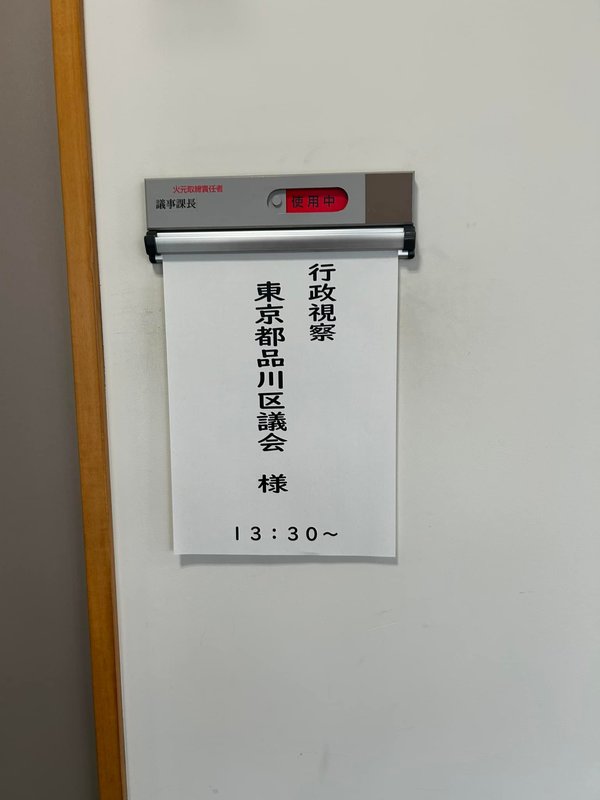 火元取締責任者
議事課長
使用中
行政視察
東京都品川区議会 様
13:30～